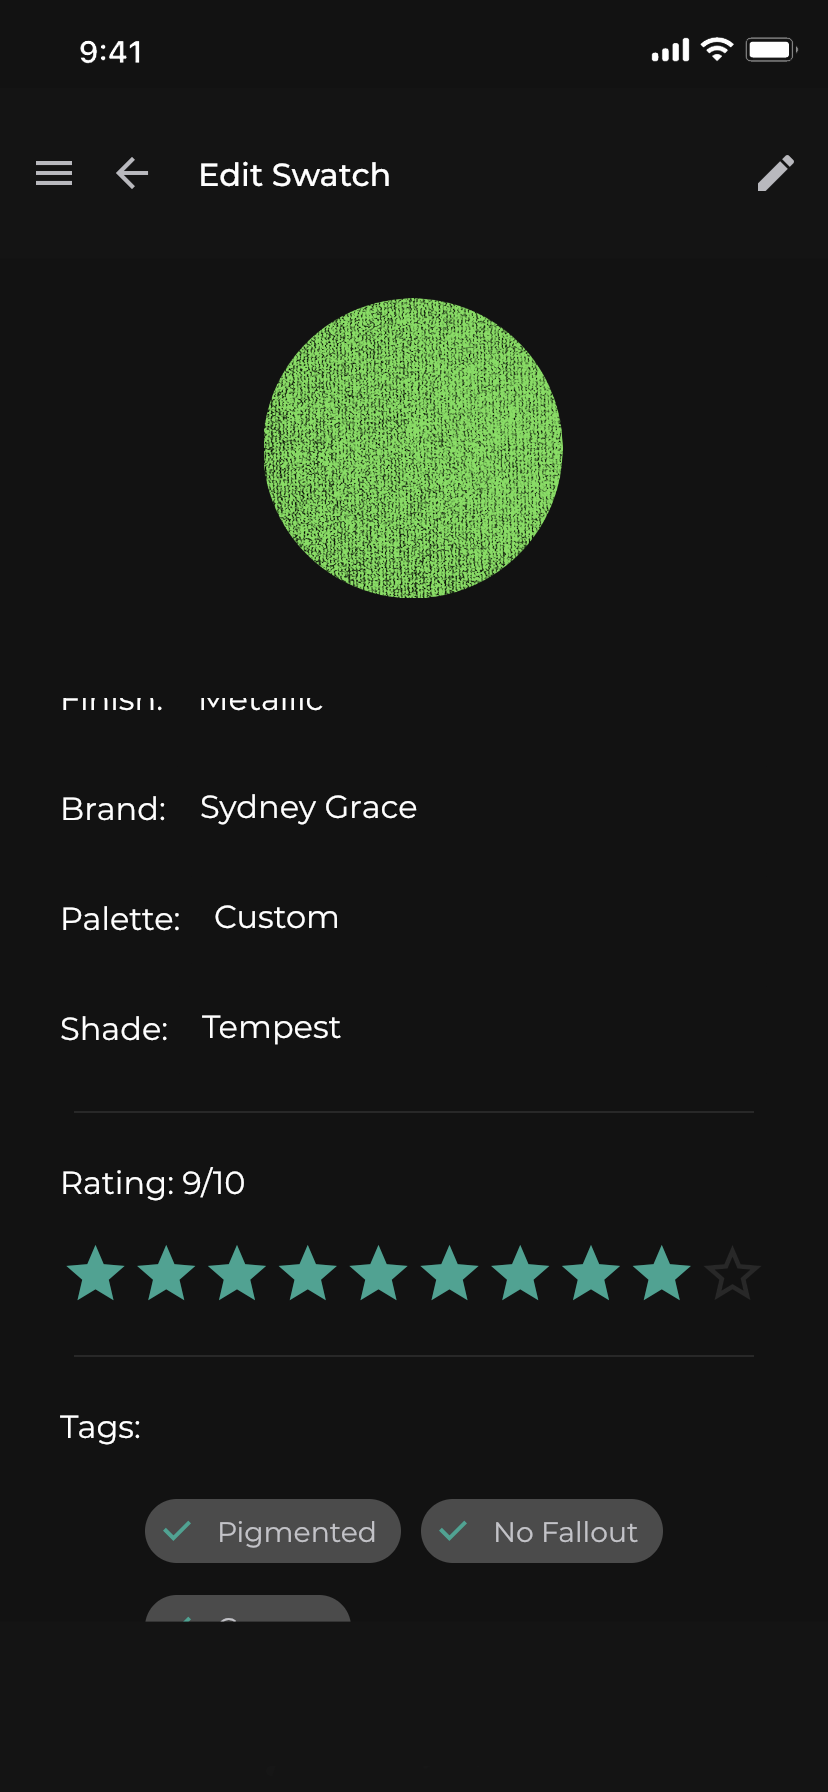 9:41
Edit Swatch
Finish: Metallic
Brand: Sydney Grace
Palette: Custom
Shade: Tempest
Rating: 9/10
Tags:
Pigmented No Fallout